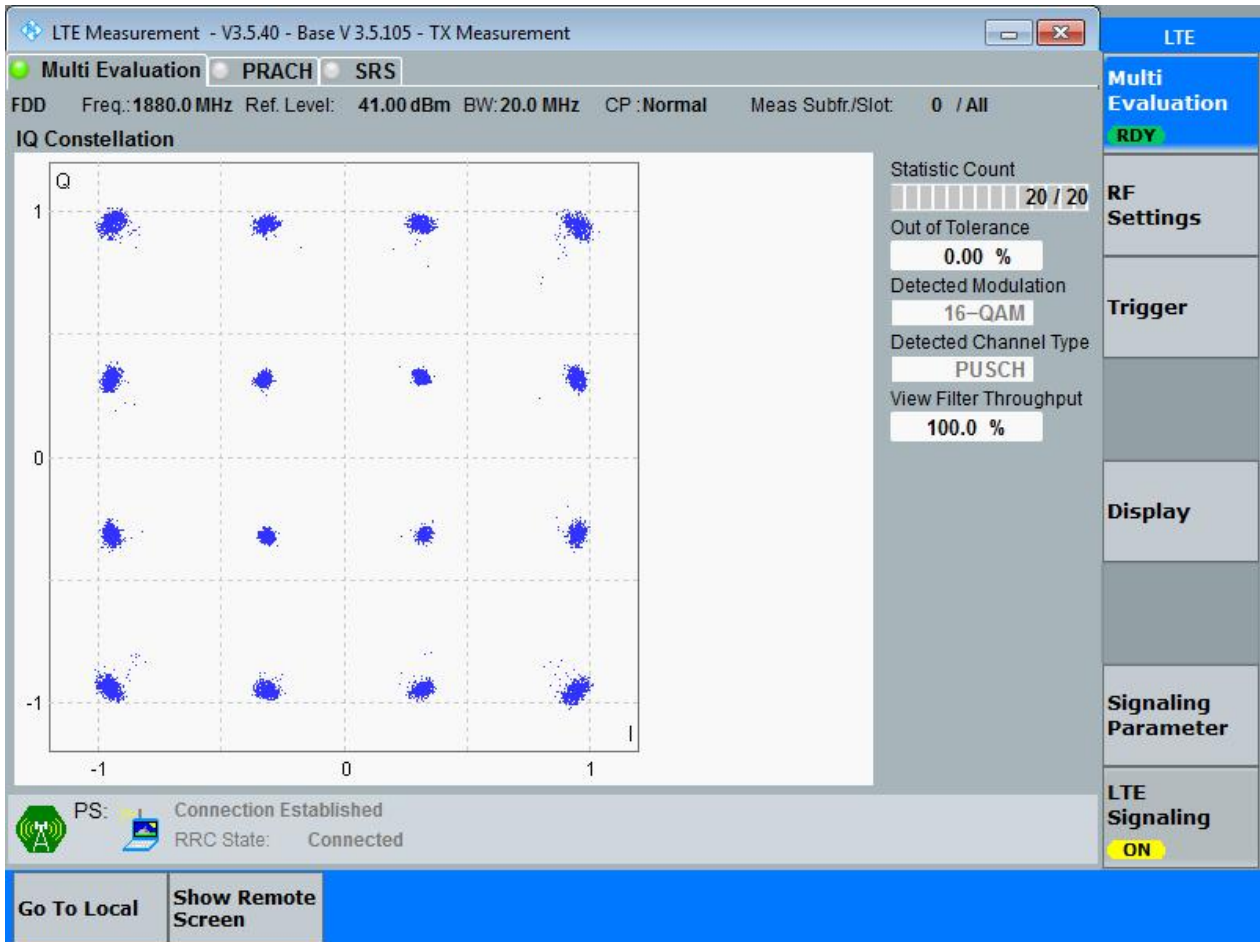 LTE Measurement - V3.5.40 - Base V 3.5.105 - TX Measurement
LTE
Multi Evaluation PRACH SRS
FDD Freq.: 1880.0 MHz Ref. Level: 41.00 dBm BW: 20.0 MHz CP : Normal Meas Subfr./Slot: 0 / All
IQ Constellation
Q
1
0
-1
I
-1 0 1
Statistic Count
20 / 20
Out of Tolerance
0.00 %
Detected Modulation
16-QAM
Detected Channel Type
PUSCH
View Filter Throughput
100.0 %
Multi
Evaluation
RDY
RF
Settings
Trigger
Display
Signaling
Parameter
LTE
Signaling
ON
PS: Connection Established
RRC State: Connected
Go To Local
Show Remote
Screen